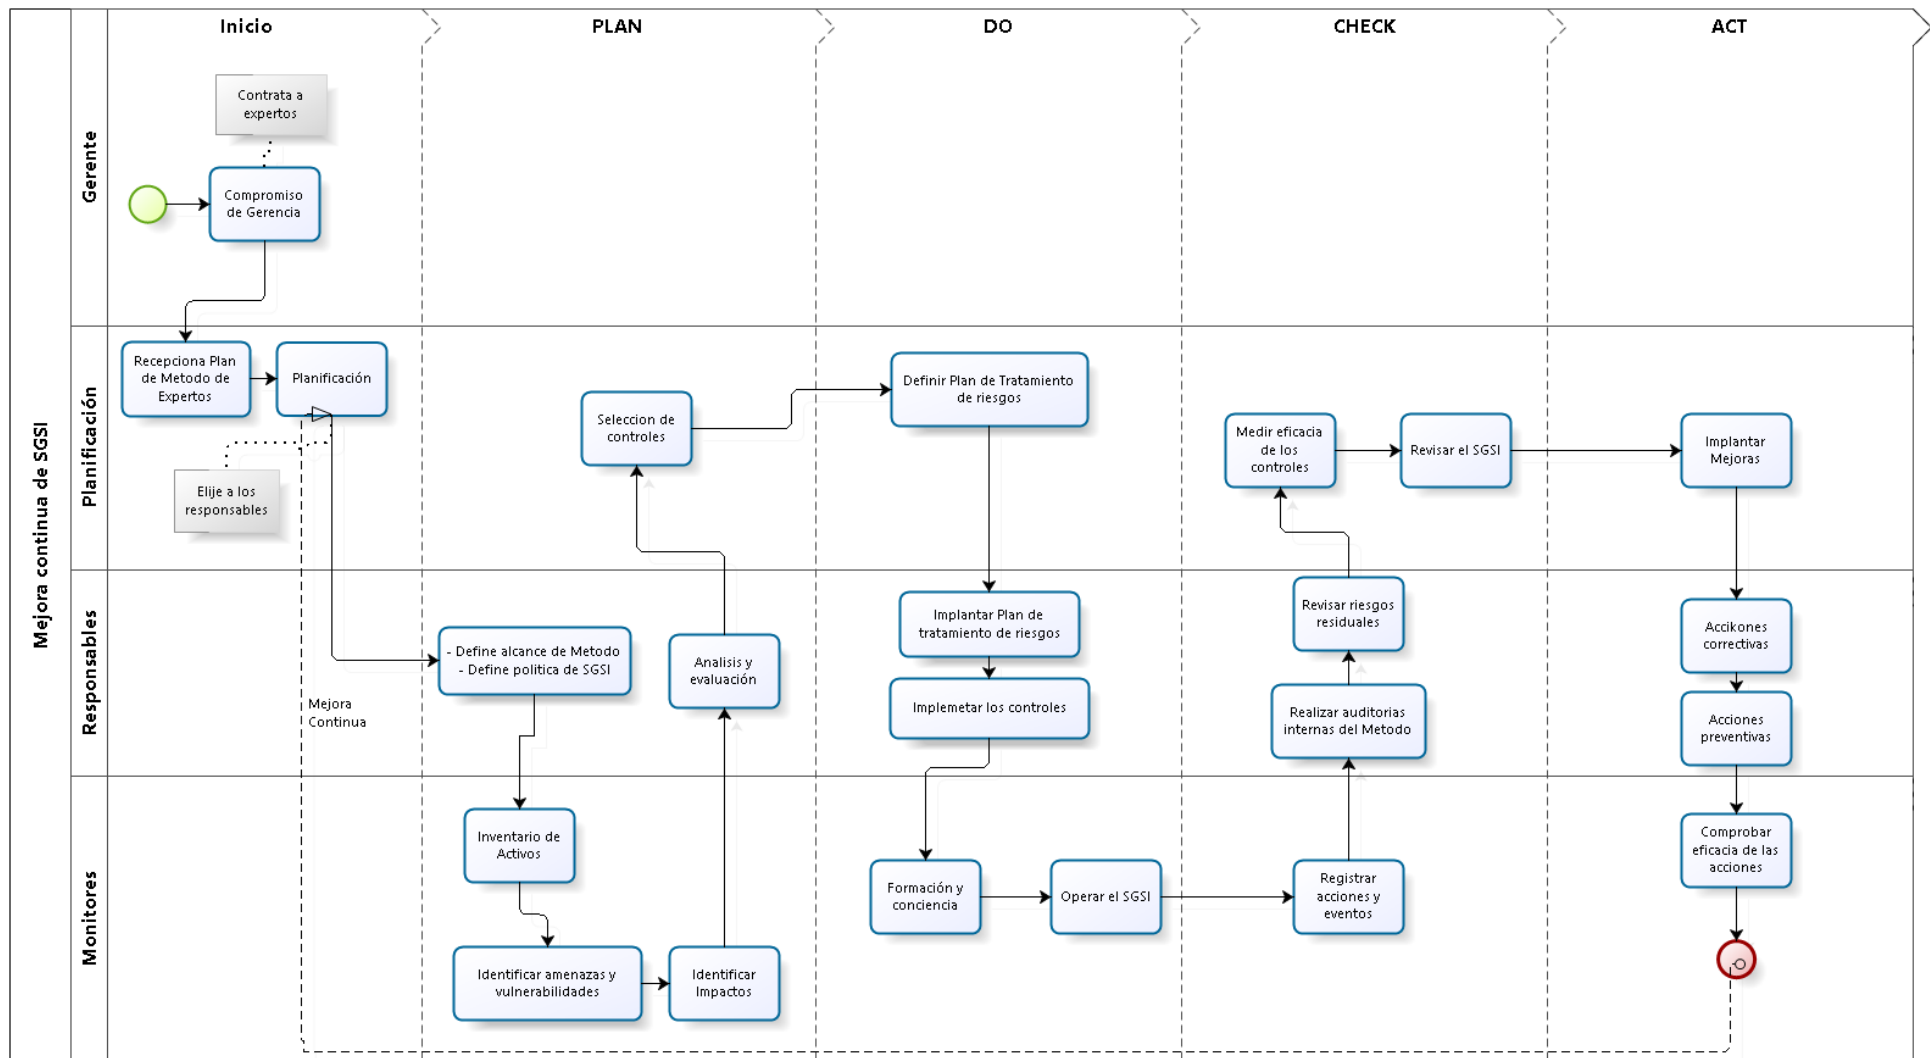 Inicio
PLAN
DO
CHECK
ACT
Mejora continua de SGSI
Gerente
Contrata a
expertos
Compromiso
de Gerencia
Planificación
Recepciona Plan
de Metodo de
Expertos
Planificación
Elije a los
responsables
Seleccion de
controles
Definir Plan de Tratamiento
de riesgos
Medir eficacia
de los
controles
Revisar el SGSI
Implantar
Mejoras
Responsables
Mejora
Continua
- Define alcance de Metodo
- Define politica de SGSI
Analisis y
evaluación
Implantar Plan de
tratamiento de riesgos
Implemetar los controles
Revisar riesgos
residuales
Realizar auditorias
internas del Metodo
Accikones
correctivas
Acciones
preventivas
Monitores
Inventario de
Activos
Identificar amenazas y
vulnerabilidades
Identificar
Impactos
Formación y
conciencia
Operar el SGSI
Registrar
acciones y
eventos
Comprobar
eficacia de las
acciones